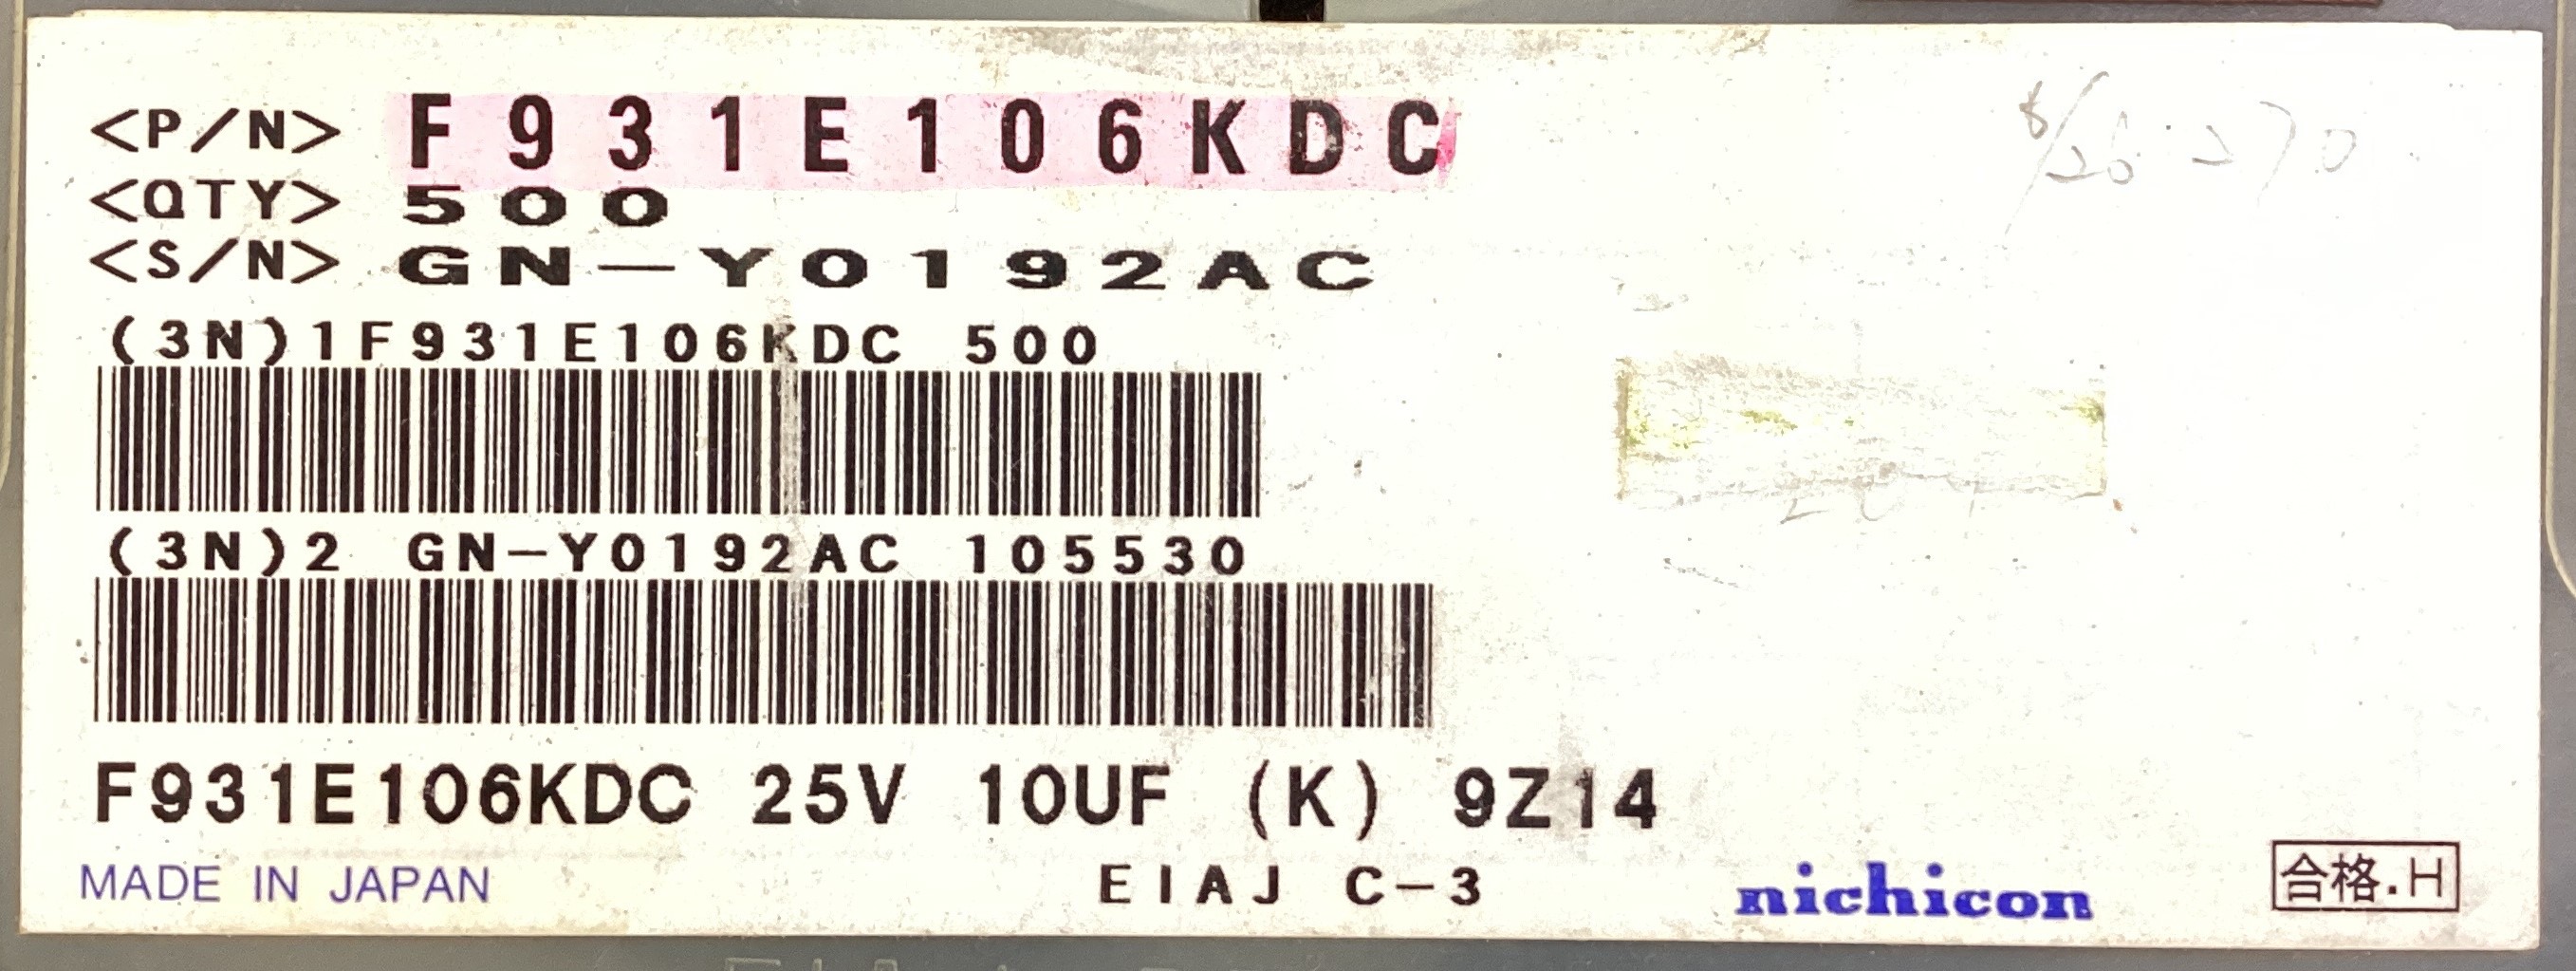 <P/N> F931E106KDC
<QTY> 500
<S/N> GN-Y0192AC
(3N)1F931E106KDC 500
(3N)2 GN-Y0192AC 105530
F931E106KDC 25V 10UF (K) 9Z14
MADE IN JAPAN EIAJ C-3 nichicon 合格.H